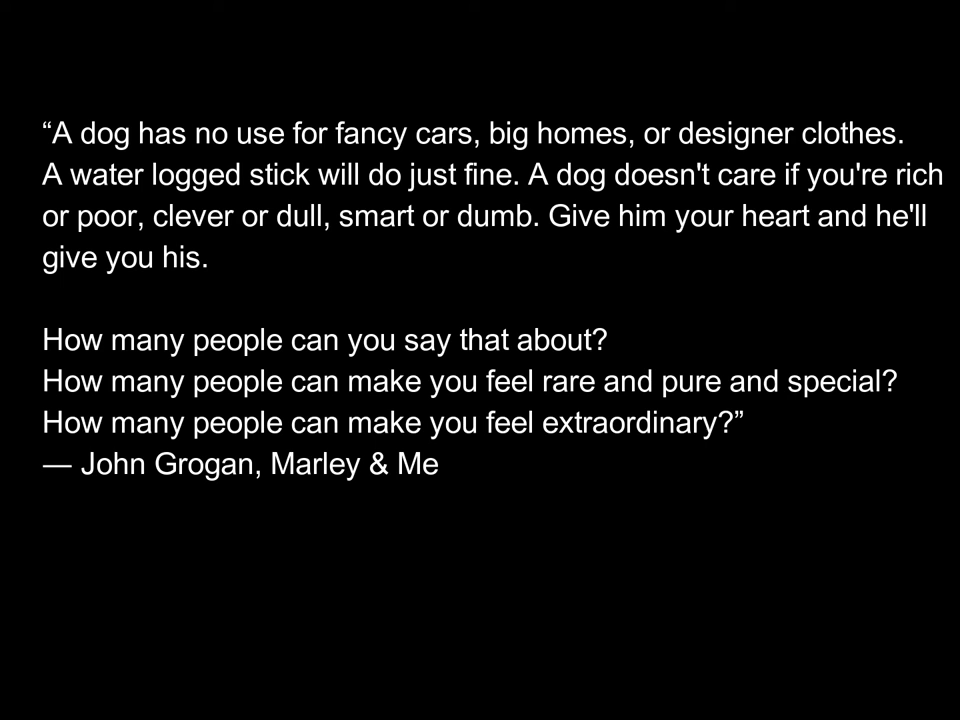 “A dog has no use for fancy cars, big homes, or designer clothes.
A water logged stick will do just fine. A dog doesn't care if you're rich
or poor, clever or dull, smart or dumb. Give him your heart and he'll
give you his.
How many people can you say that about?
How many people can make you feel rare and pure and special?
How many people can make you feel extraordinary?”
― John Grogan, Marley & Me